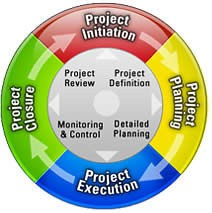 Project
Initiation
Project
Planning
Project
Execution
Project
Closure
Project
Review
Project
Definition
Monitoring
& Control
Detailed
Planning